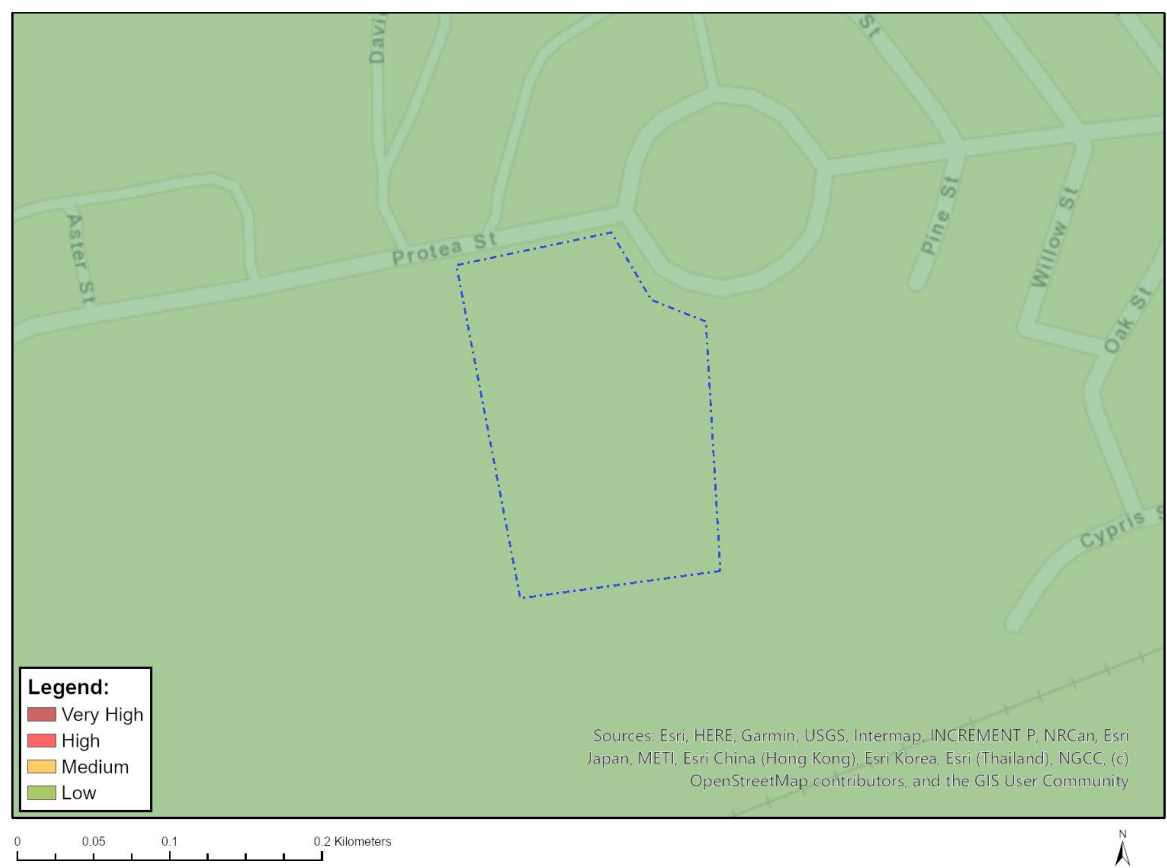 Davi
St
Aster St
Protea St
Pine St
Willow St
Oak St
Cypris S
Legend:
Very High
High
Medium
Low
Sources: Esri, HERE, Garmin, USGS, Intermap, INCREMENT P, NRCan, Esri
Japan, METI, Esri China (Hong Kong), Esri Korea, Esri (Thailand), NGCC, (c)
OpenStreetMap contributors, and the GIS User Community
0 0.05 0.1 0.2 Kilometers
N